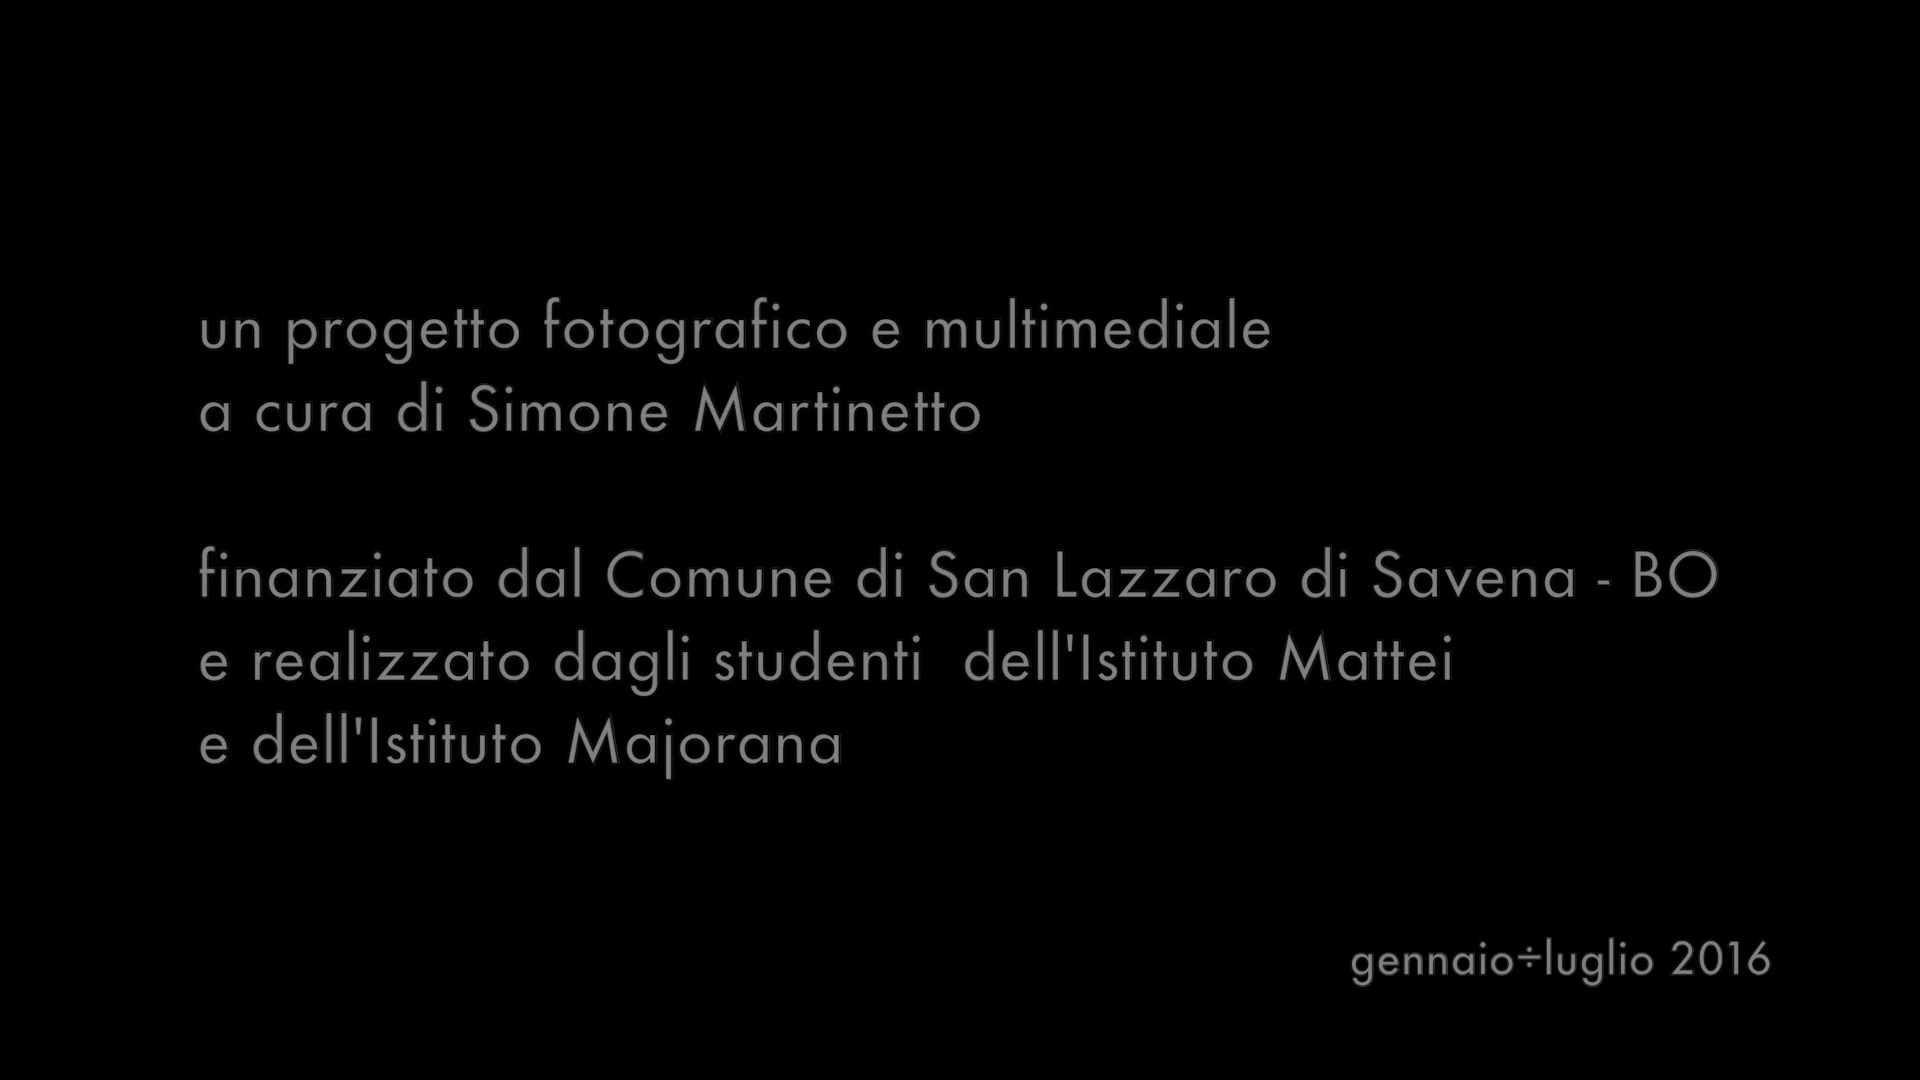 un progetto fotografico e multimediale
a cura di Simone Martinetto
finanziato dal Comune di San Lazzaro di Savena - BO
e realizzato dagli studenti  dell'Istituto Mattei
e dell'Istituto Majorana
gennaio÷luglio 2016